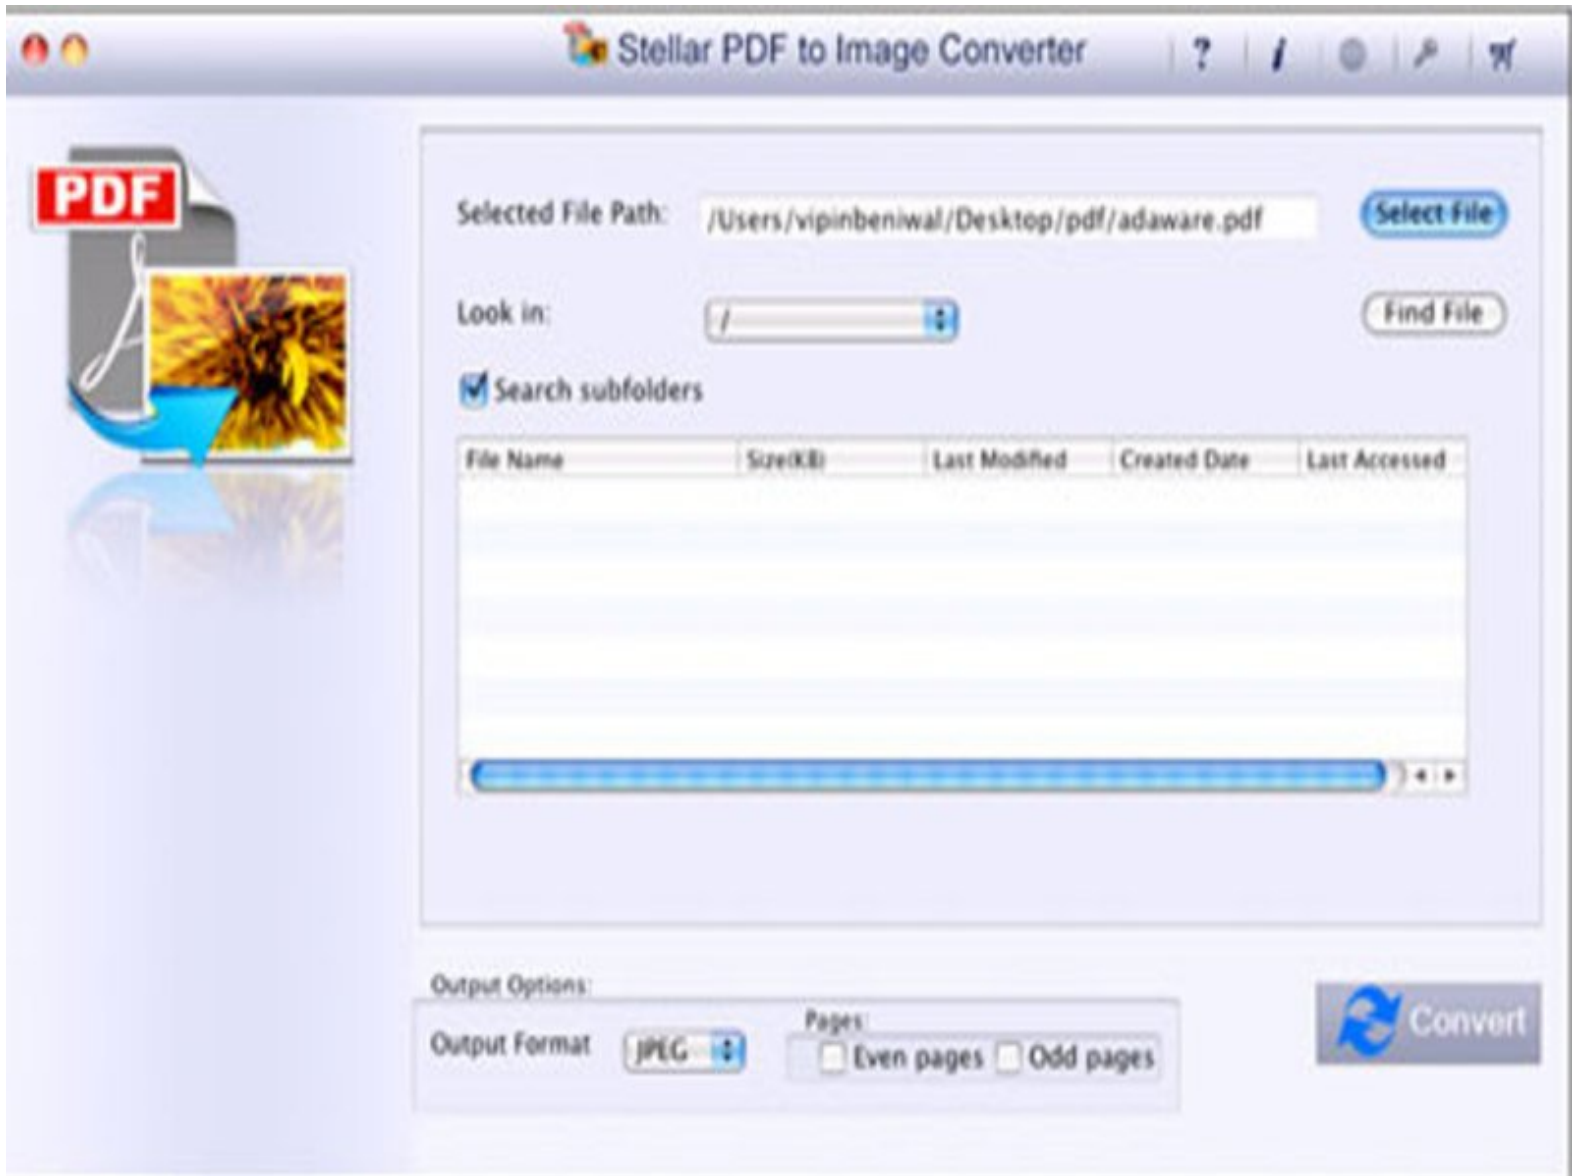 Stellar PDF to Image Converter ? i
PDF
Selected File Path: /Users/vipinbeniwal/Desktop/pdf/adaware.pdf Select File
Look in: / Find File
Search subfolders
File Name Size(KB) Last Modified Created Date Last Accessed
Output Options:
Pages:
Output Format JPEG Even pages Odd pages
Convert